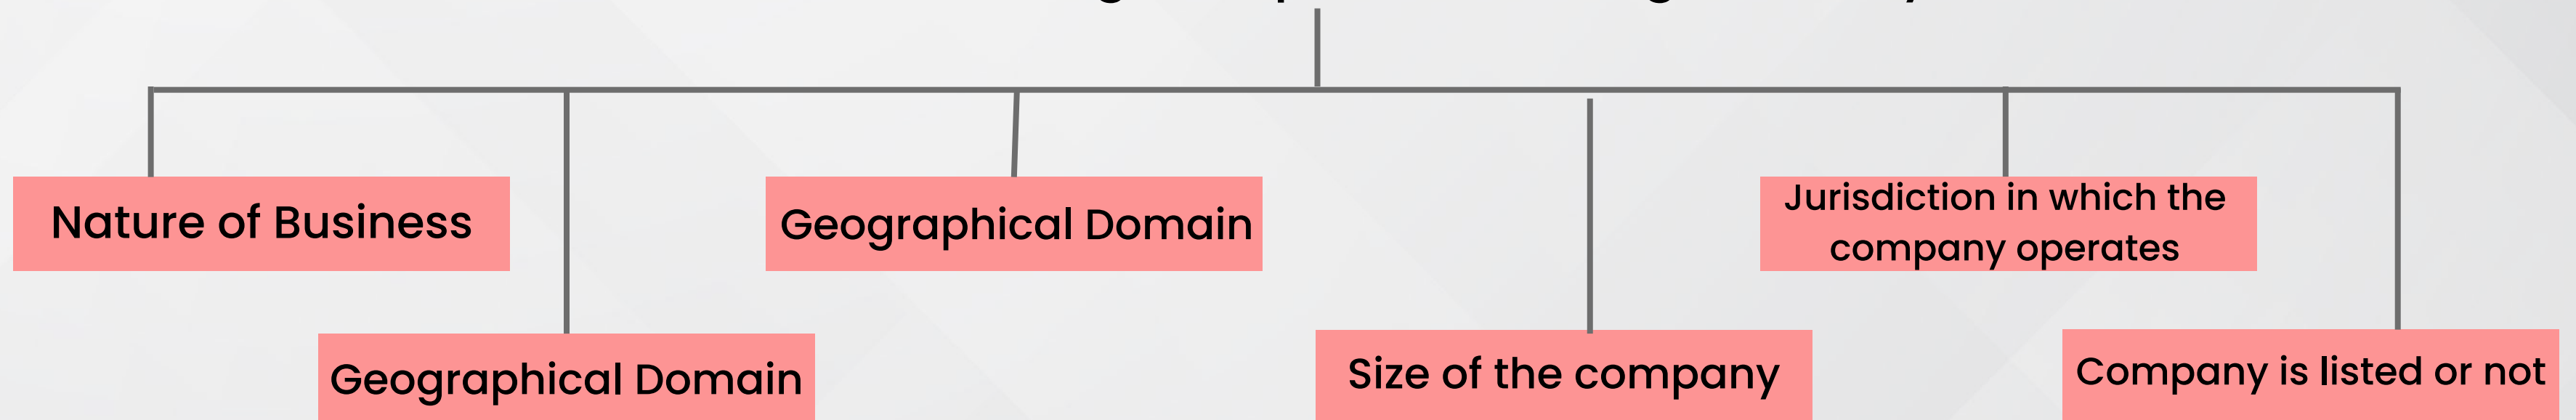 Nature of Business
Geographical Domain
Geographical Domain
Size of the company
Jurisdiction in which the
company operates
Company is listed or not